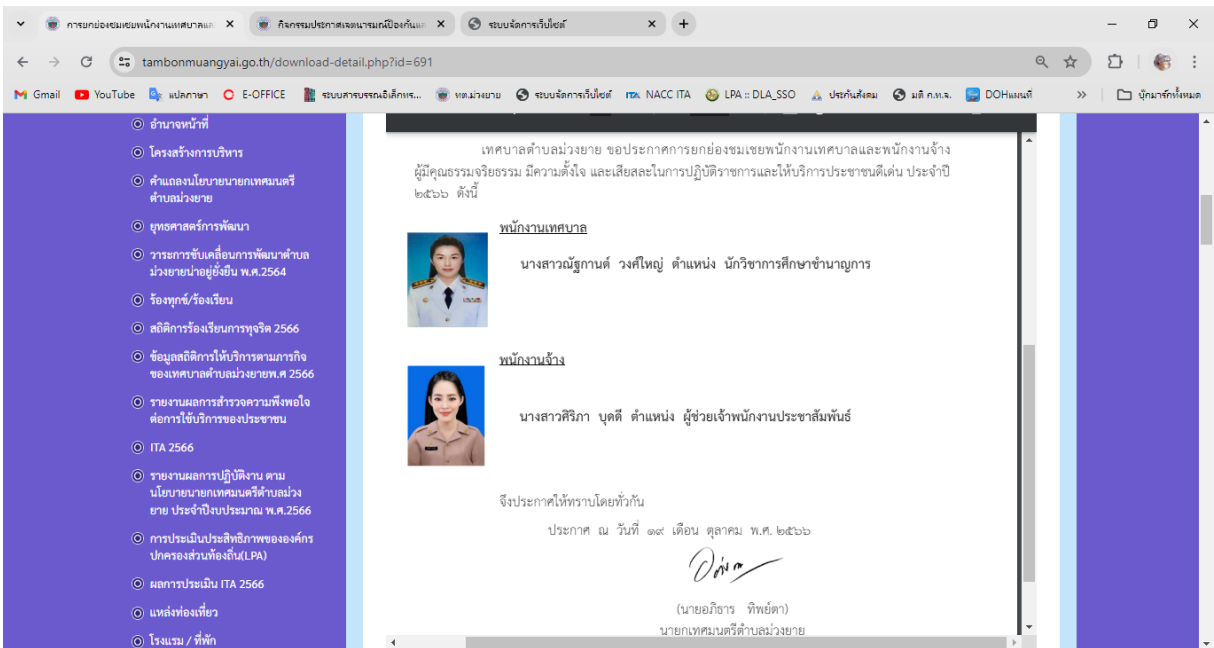 การยกย่องชมเชยพนักงานเทศบาลและ
กิจกรรมประกาศเจตนารมณ์ป้องกันและ
ระบบจัดการเว็บไซต์
tambonmuangyai.go.th/download-detail.php?id=691
Gmail YouTube แปลภาษา E-OFFICE ระบบสารบรรณอิเล็กทร... ทต.ม่วงยาย ระบบจัดการเว็บไซต์ NACC ITA LPA :: DLA_SSO ประกันสังคม มติ ก.ท.จ. DOHแผนที่ » บุ๊กมาร์กทั้งหมด
อำนาจหน้าที่
โครงสร้างการบริหาร
คำแถลงนโยบายนายกเทศมนตรี
ตำบลม่วงยาย
ยุทธศาสตร์การพัฒนา
วาระการขับเคลื่อนการพัฒนาตำบล
ม่วงยายน่าอยู่ยั่งยืน พ.ศ.2564
ร้องทุกข์/ร้องเรียน
สถิติการร้องเรียนการทุจริต 2566
ข้อมูลสถิติการให้บริการตามภารกิจ
ของเทศบาลตำบลม่วงยายพ.ศ 2566
รายงานผลการสำรวจความพึงพอใจ
ต่อการใช้บริการของประชาชน
ITA 2566
รายงานผลการปฏิบัติงาน ตาม
นโยบายนายกเทศมนตรีตำบลม่วง
ยาย ประจำปีงบประมาณ พ.ศ.2566
การประเมินประสิทธิภาพขององค์กร
ปกครองส่วนท้องถิ่น(LPA)
ผลการประเมิน ITA 2566
แหล่งท่องเที่ยว
โรงแรม / ที่พัก
เทศบาลตำบลม่วงยาย ขอประกาศการยกย่องชมเชยพนักงานเทศบาลและพนักงานจ้าง
ผู้มีคุณธรรมจริยธรรม มีความตั้งใจ และเสียสละในการปฏิบัติราชการและให้บริการประชาชนดีเด่น ประจำปี
๒๕๖๖ ดังนี้
พนักงานเทศบาล
นางสาวณัฐกานต์ วงศ์ใหญ่ ตำแหน่ง นักวิชาการศึกษาชำนาญการ
พนักงานจ้าง
นางสาวศิริภา บุดดี ตำแหน่ง ผู้ช่วยเจ้าพนักงานประชาสัมพันธ์
จึงประกาศให้ทราบโดยทั่วกัน
ประกาศ ณ วันที่ ๑๙ เดือน ตุลาคม พ.ศ. ๒๕๖๖
(นายอภิธาร ทิพย์ตา)
นายกเทศมนตรีตำบลม่วงยาย